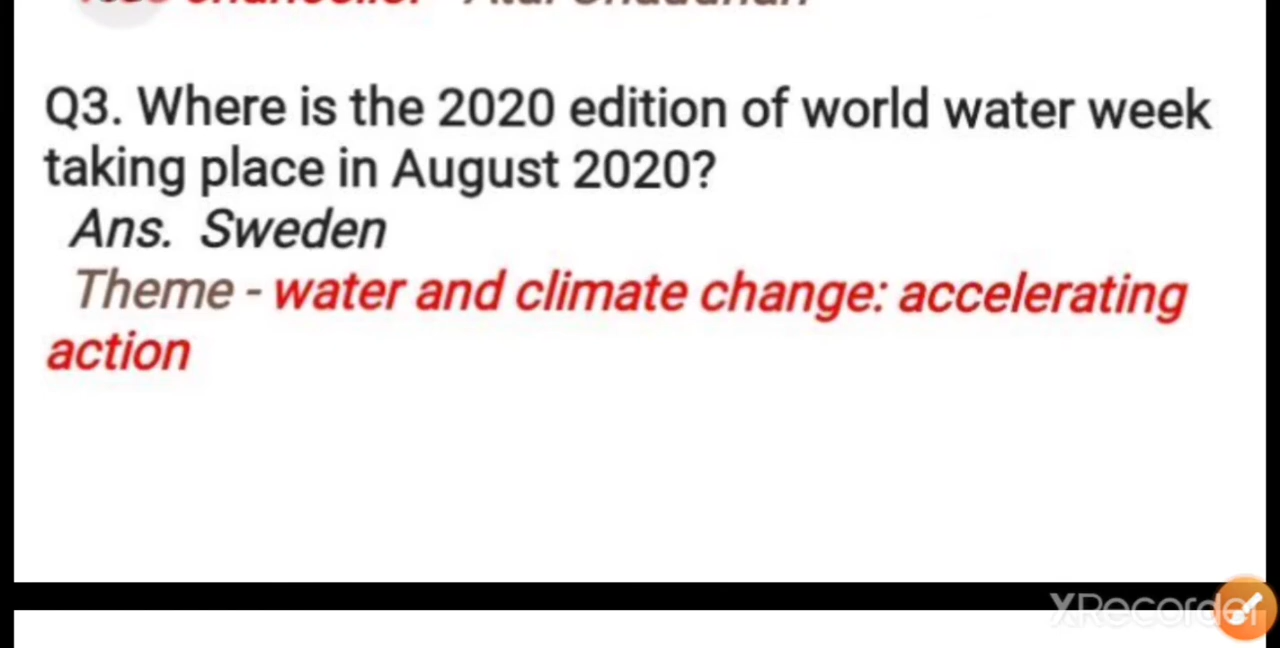 Q3. Where is the 2020 edition of world water week
taking place in August 2020?
Ans. Sweden
Theme - water and climate change: accelerating
action
XRecorder